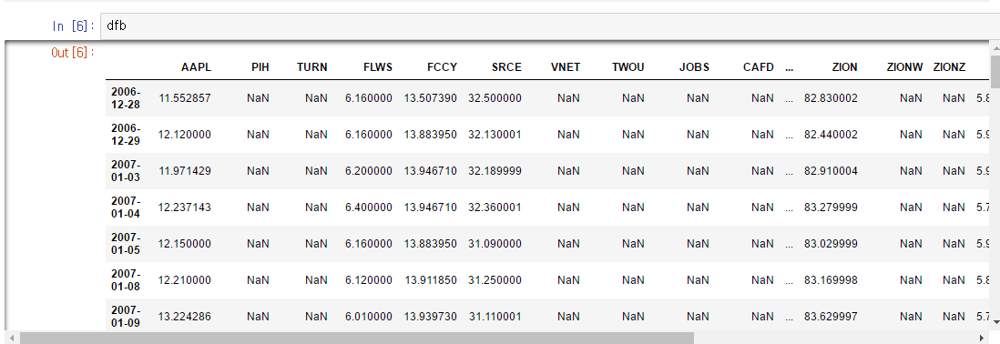 In [6]: dfb
Out [6]:
AAPL PIH TURN FLWS FCCY SRCE VNET TWOU JOBS CAFD ... ZION ZIONW ZIONZ
2006-
12-28 11.552857 NaN NaN 6.160000 13.507390 32.500000 NaN NaN NaN NaN ... 82.830002 NaN NaN 5.8
2006-
12-29 12.120000 NaN NaN 6.160000 13.883950 32.130001 NaN NaN NaN NaN ... 82.440002 NaN NaN 5.9
2007-
01-03 11.971429 NaN NaN 6.200000 13.946710 32.189999 NaN NaN NaN NaN ... 82.910004 NaN NaN 5.9
2007-
01-04 12.237143 NaN NaN 6.400000 13.946710 32.360001 NaN NaN NaN NaN ... 83.279999 NaN NaN 5.7
2007-
01-05 12.150000 NaN NaN 6.160000 13.883950 31.090000 NaN NaN NaN NaN ... 83.029999 NaN NaN 5.9
2007-
01-08 12.210000 NaN NaN 6.120000 13.911850 31.250000 NaN NaN NaN NaN ... 83.169998 NaN NaN 5.8
2007-
01-09 13.224286 NaN NaN 6.010000 13.939730 31.110001 NaN NaN NaN NaN ... 83.629997 NaN NaN 5.7